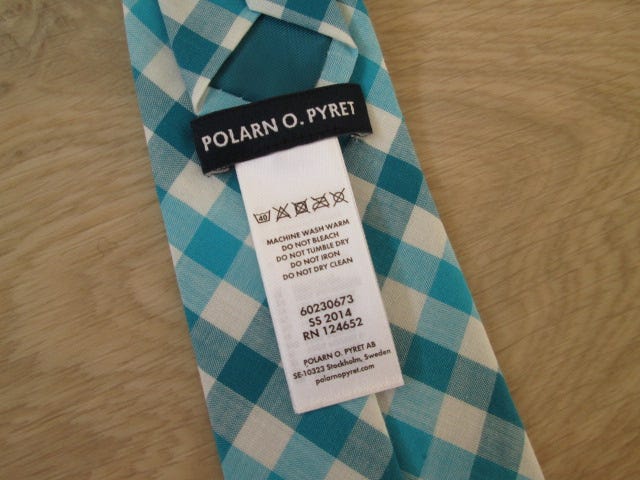 POLARN O. PYRET
40
MACHINE WASH WARM
DO NOT BLEACH
DO NOT TUMBLE DRY
DO NOT IRON
DO NOT DRY CLEAN
60230673
SS 2014
RN 124652
POLARN O. PYRET AB
SE-10323 Stockholm, Sweden
polarnopyret.com